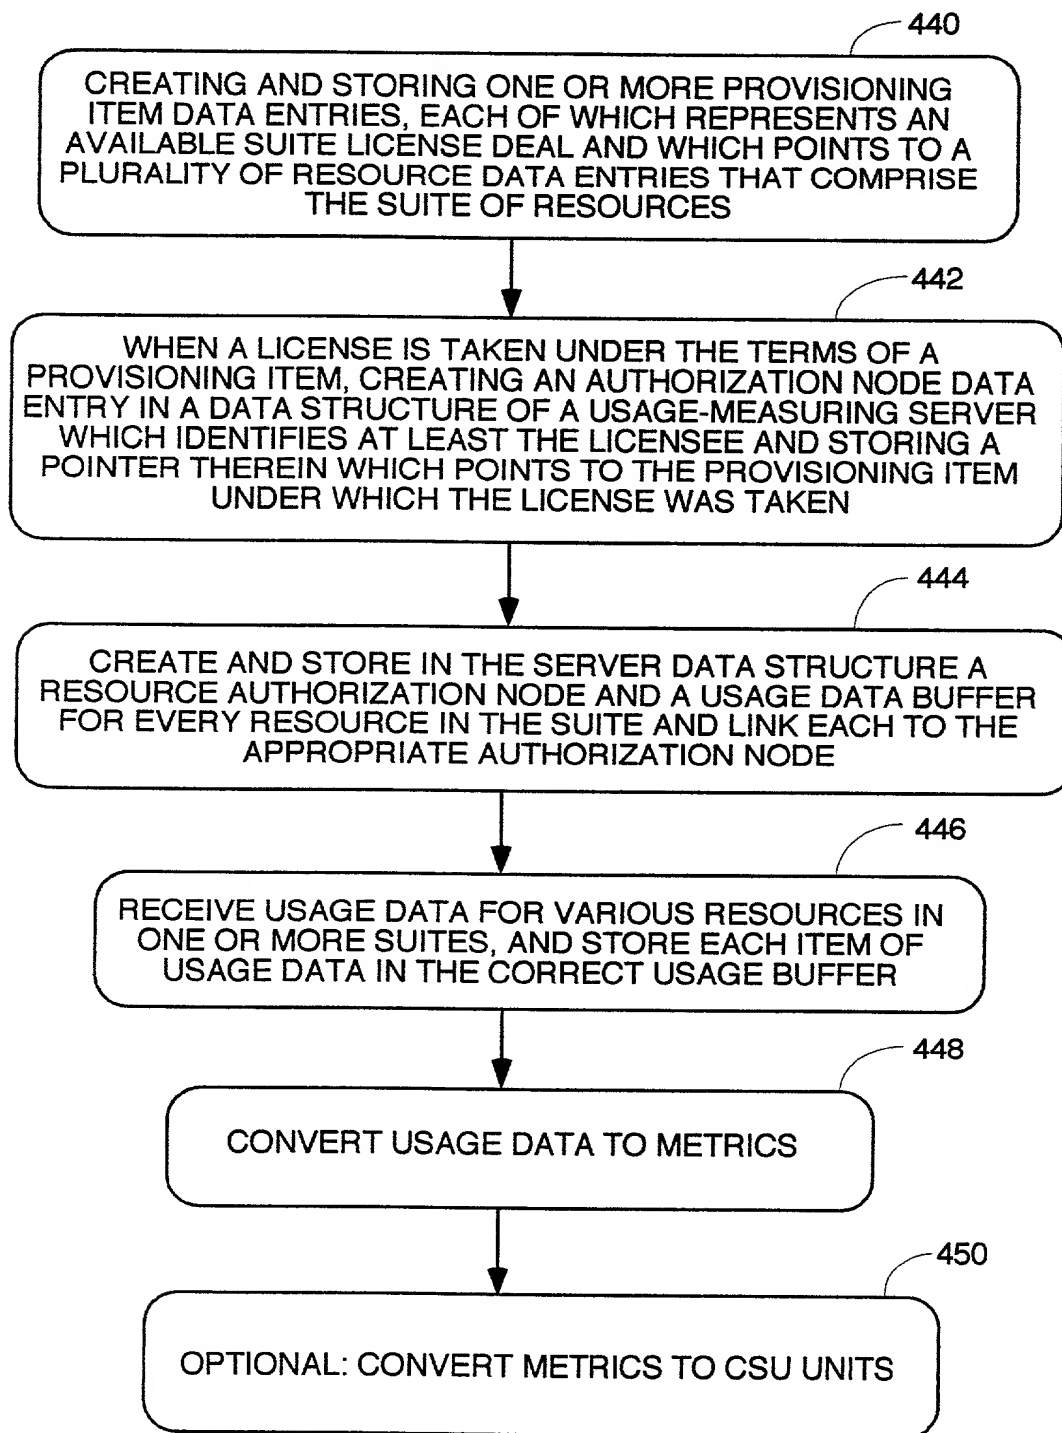 440
CREATING AND STORING ONE OR MORE PROVISIONING
ITEM DATA ENTRIES, EACH OF WHICH REPRESENTS AN
AVAILABLE SUITE LICENSE DEAL AND WHICH POINTS TO A
PLURALITY OF RESOURCE DATA ENTRIES THAT COMPRISE
THE SUITE OF RESOURCES
442
WHEN A LICENSE IS TAKEN UNDER THE TERMS OF A
PROVISIONING ITEM, CREATING AN AUTHORIZATION NODE DATA
ENTRY IN A DATA STRUCTURE OF A USAGE-MEASURING SERVER
WHICH IDENTIFIES AT LEAST THE LICENSEE AND STORING A
POINTER THEREIN WHICH POINTS TO THE PROVISIONING ITEM
UNDER WHICH THE LICENSE WAS TAKEN
444
CREATE AND STORE IN THE SERVER DATA STRUCTURE A
RESOURCE AUTHORIZATION NODE AND A USAGE DATA BUFFER
FOR EVERY RESOURCE IN THE SUITE AND LINK EACH TO THE
APPROPRIATE AUTHORIZATION NODE
446
RECEIVE USAGE DATA FOR VARIOUS RESOURCES IN
ONE OR MORE SUITES, AND STORE EACH ITEM OF
USAGE DATA IN THE CORRECT USAGE BUFFER
448
CONVERT USAGE DATA TO METRICS
450
OPTIONAL: CONVERT METRICS TO CSU UNITS